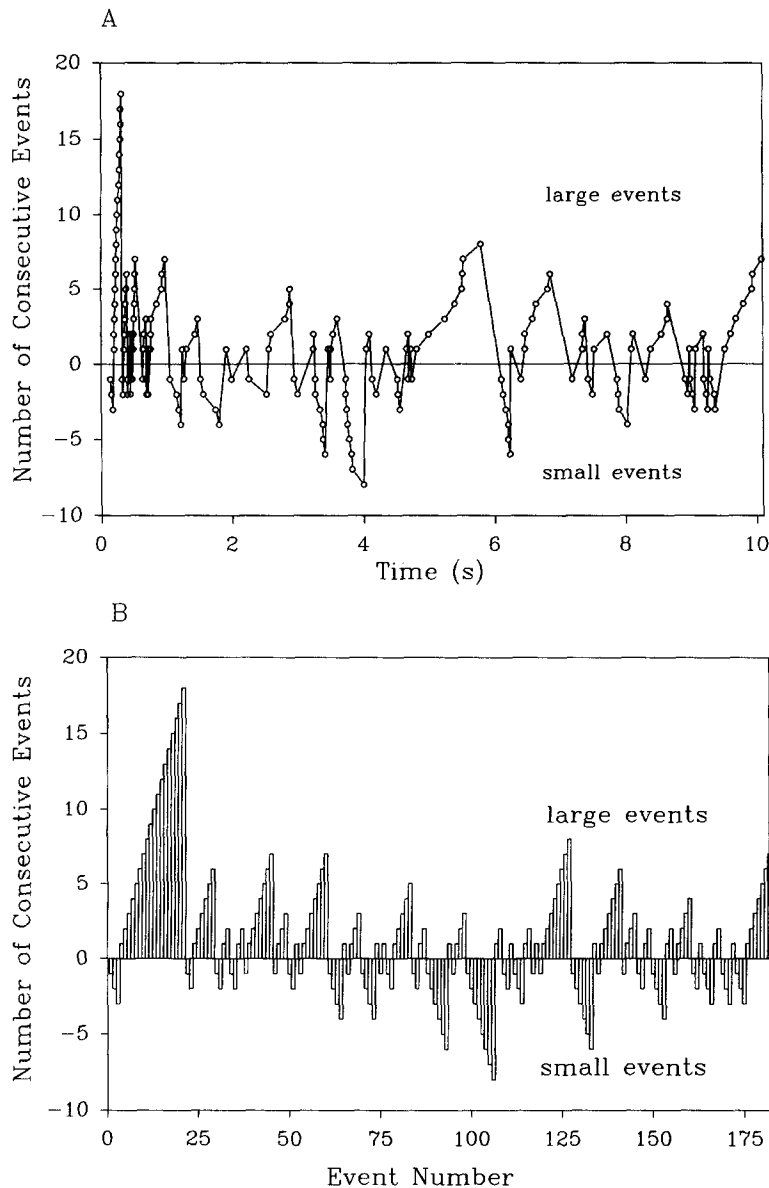 A
Number of Consecutive Events
20
15
10
5
0
−5
−10
large events
small events
0 2 4 6 8 10
Time (s)
B
Number of Consecutive Events
20
15
10
5
0
−5
−10
large events
small events
0 25 50 75 100 125 150 175
Event Number